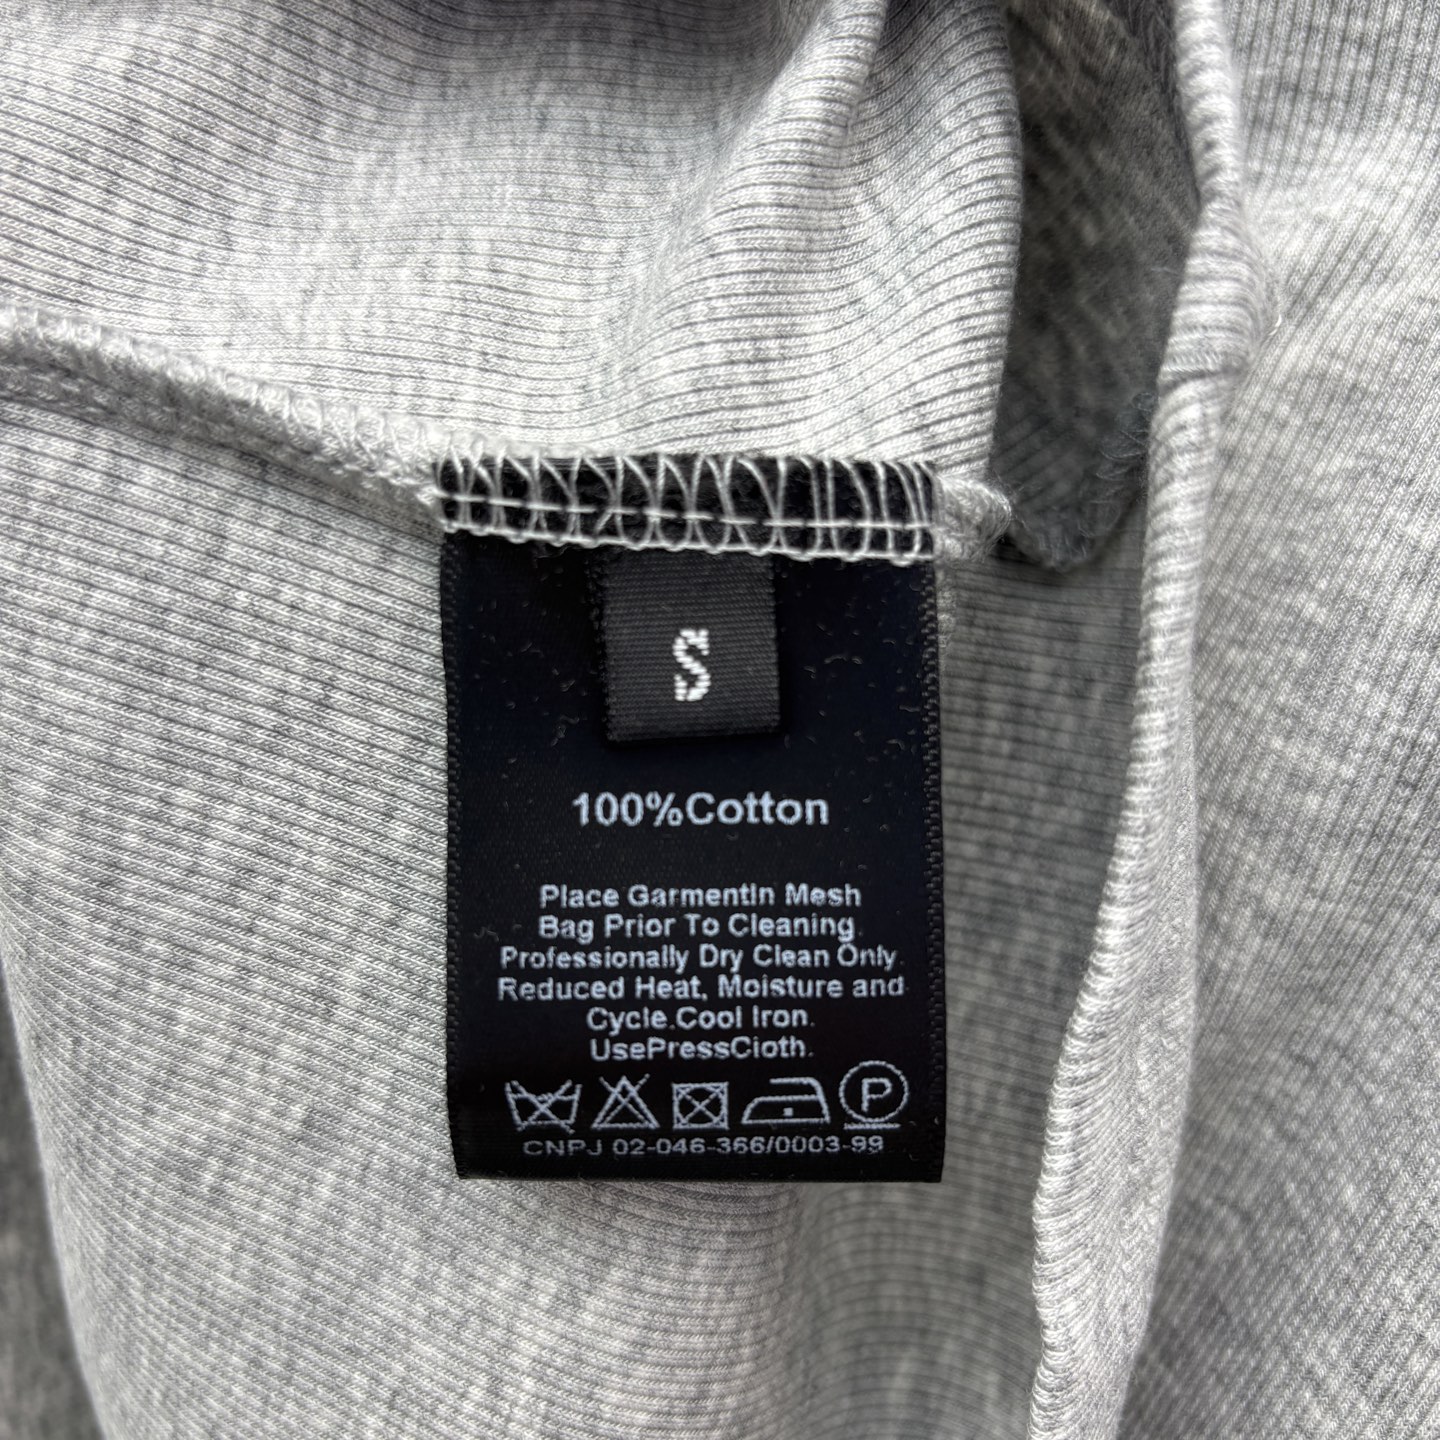 S
100%Cotton
Place GarmentIn Mesh
Bag Prior To Cleaning.
Professionally Dry Clean Only.
Reduced Heat, Moisture and
Cycle.Cool Iron.
UsePressCloth.
P
CNPJ 02-046-366/0003-99